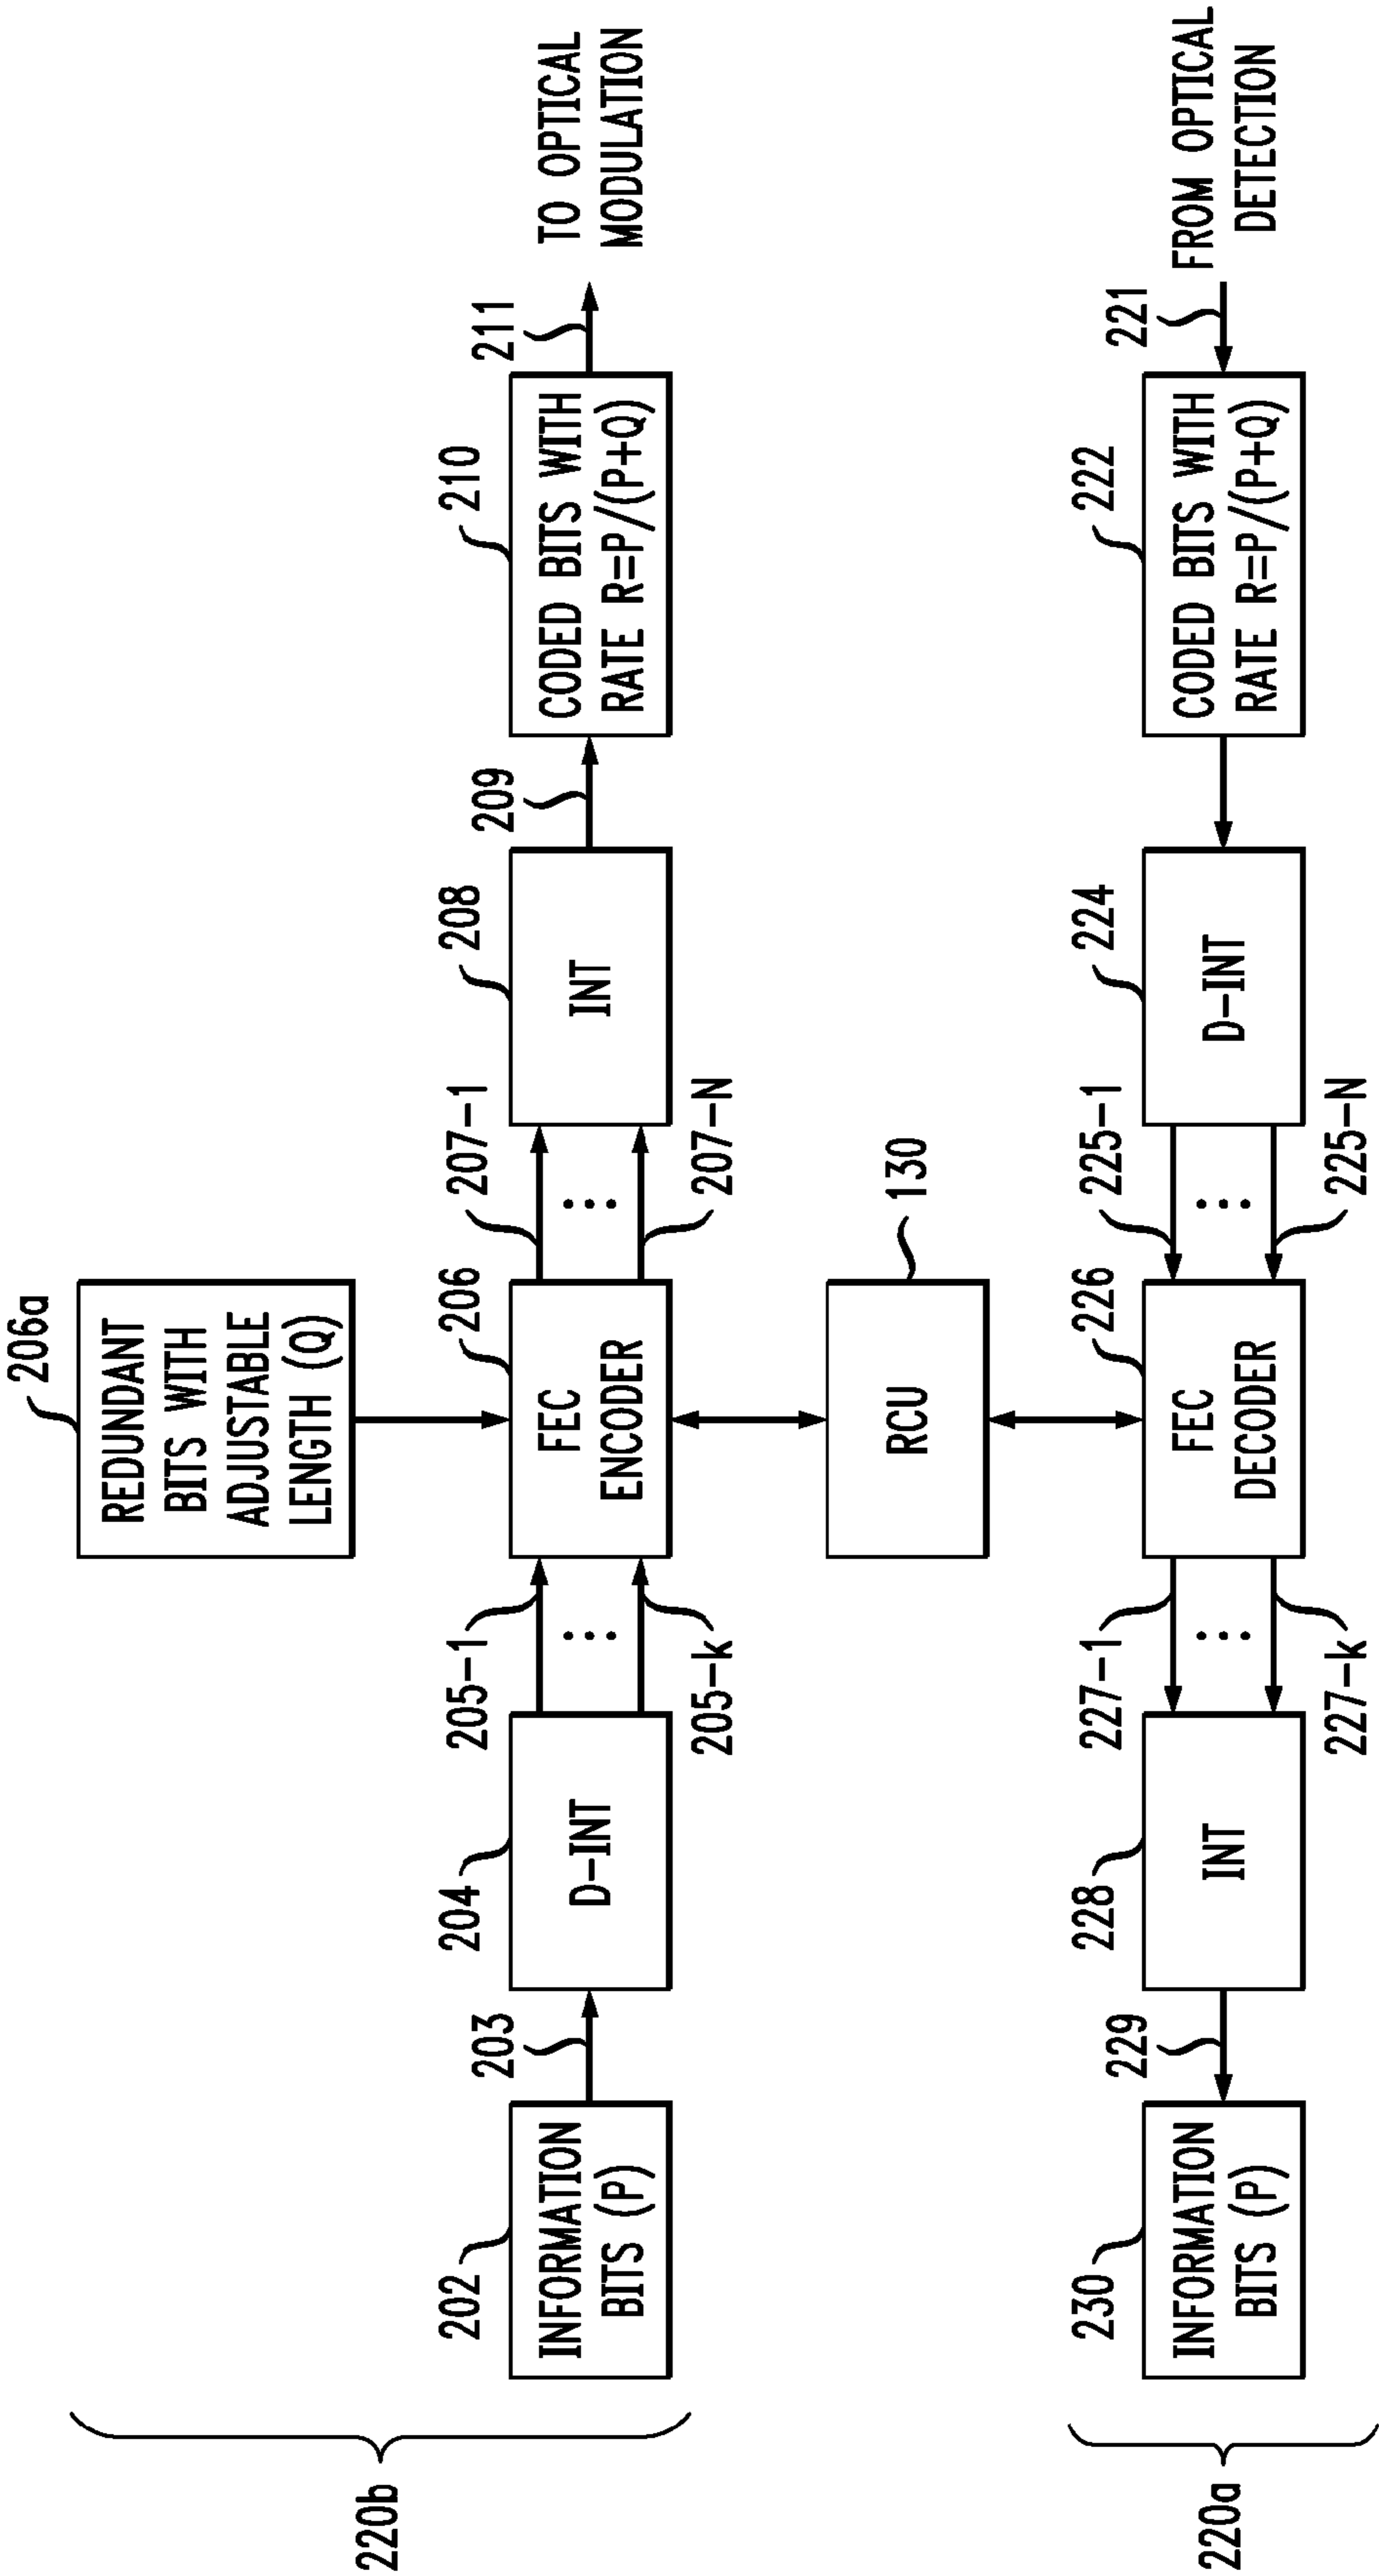 206a
REDUNDANT
BITS WITH
ADJUSTABLE
LENGTH (Q)
220b
202
INFORMATION
BITS (P)
203
204
D-INT
205-1
205-k
206
FEC
ENCODER
207-1
207-N
208
INT
209
210
CODED BITS WITH
RATE R=P/(P+Q)
211
TO OPTICAL
MODULATION
RCU
130
220a
230
INFORMATION
BITS (P)
229
228
INT
227-1
227-k
226
FEC
DECODER
225-1
225-N
224
D-INT
222
CODED BITS WITH
RATE R=P/(P+Q)
221
FROM OPTICAL
DETECTION